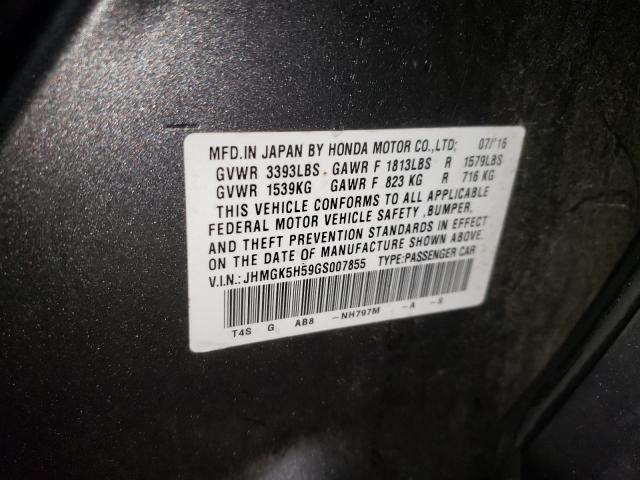 MFD.IN JAPAN BY HONDA MOTOR CO.,LTD; 07/'16
GVWR 3393LBS. GAWR F 1813LBS R 1579LBS
GVWR 1539KG GAWR F 823 KG R 716 KG
THIS VEHICLE CONFORMS TO ALL APPLICABLE
FEDERAL MOTOR VEHICLE SAFETY ,BUMPER,
AND THEFT PREVENTION STANDARDS IN EFFECT
ON THE DATE OF MANUFACTURE SHOWN ABOVE.
V.I.N.: JHMGK5H59GS007855 TYPE:PASSENGER CAR
T4S G AB8 -NH797M -A -S